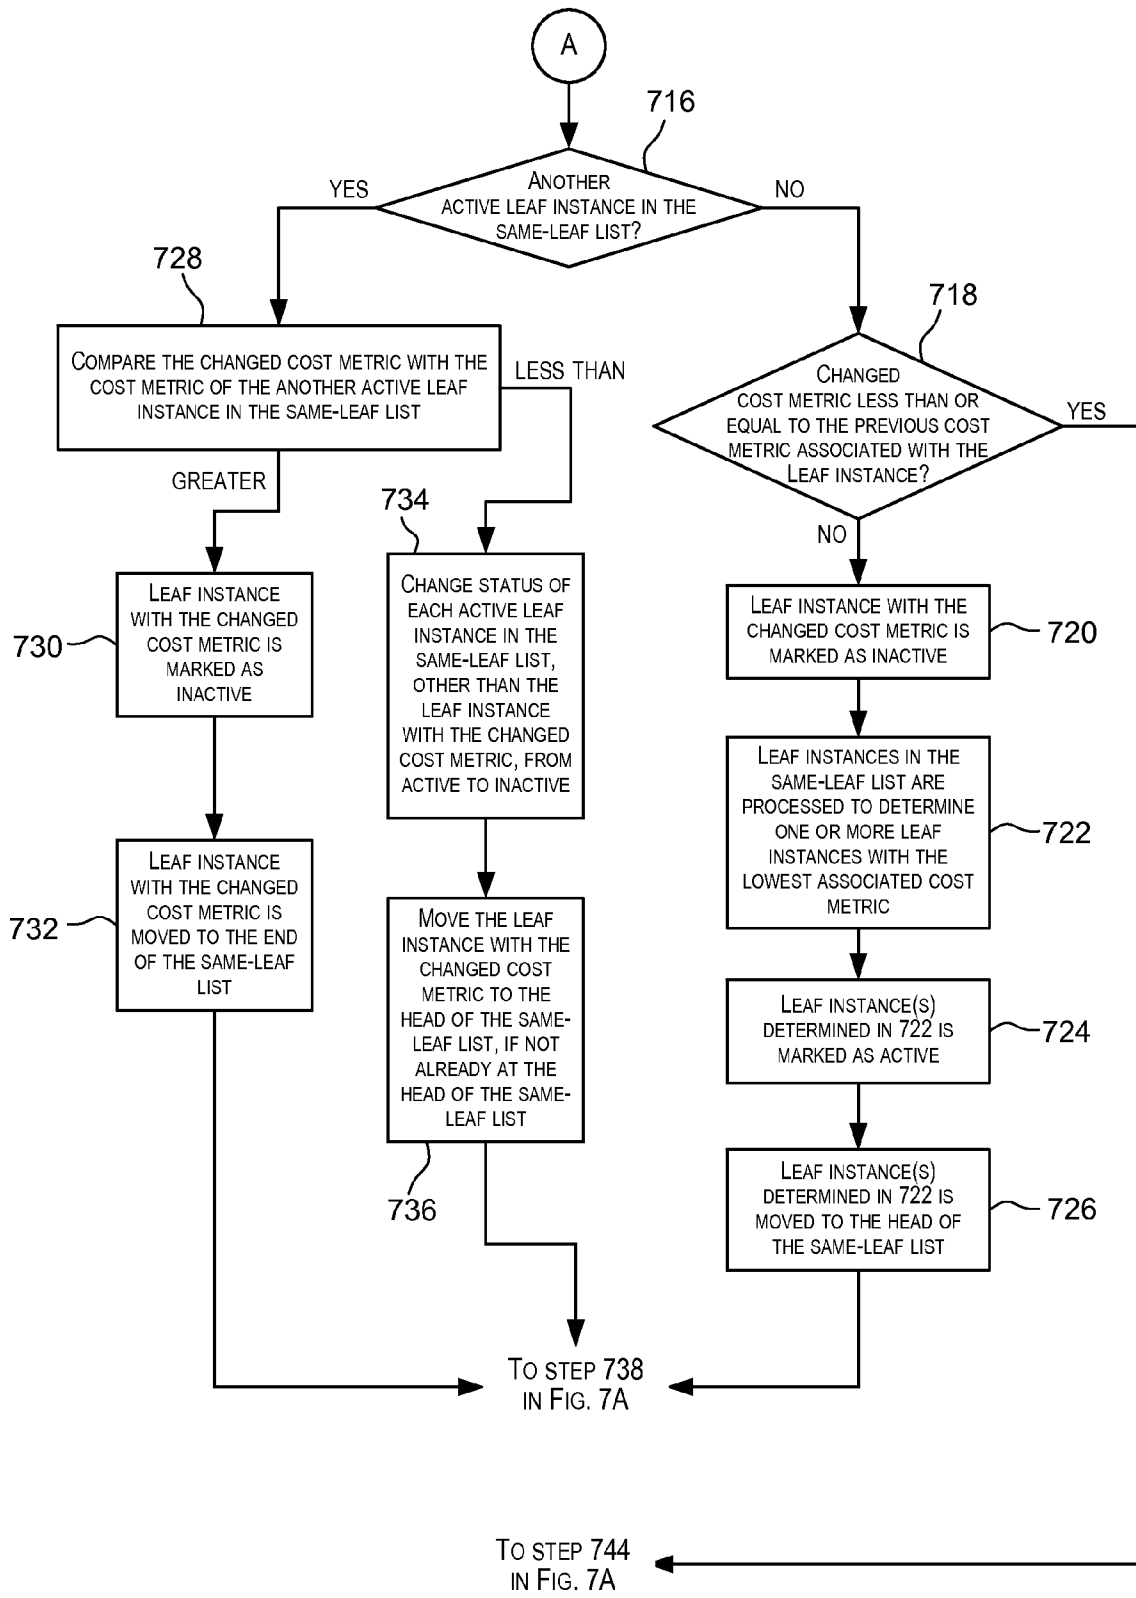 A
716
YES
ANOTHER
ACTIVE LEAF INSTANCE IN THE
SAME-LEAF LIST?
NO
728
COMPARE THE CHANGED COST METRIC WITH THE
COST METRIC OF THE ANOTHER ACTIVE LEAF
INSTANCE IN THE SAME-LEAF LIST
LESS THAN
GREATER
718
CHANGED
COST METRIC LESS THAN OR
EQUAL TO THE PREVIOUS COST
METRIC ASSOCIATED WITH THE
LEAF INSTANCE?
YES
NO
730
LEAF INSTANCE
WITH THE CHANGED
COST METRIC IS
MARKED AS
INACTIVE
734
CHANGE STATUS OF
EACH ACTIVE LEAF
INSTANCE IN THE
SAME-LEAF LIST,
OTHER THAN THE
LEAF INSTANCE
WITH THE CHANGED
COST METRIC, FROM
ACTIVE TO INACTIVE
LEAF INSTANCE WITH THE
CHANGED COST METRIC IS
MARKED AS INACTIVE
720
LEAF INSTANCES IN THE
SAME-LEAF LIST ARE
PROCESSED TO DETERMINE
ONE OR MORE LEAF
INSTANCES WITH THE
LOWEST ASSOCIATED COST
METRIC
722
732
LEAF INSTANCE
WITH THE CHANGED
COST METRIC IS
MOVED TO THE END
OF THE SAME-LEAF
LIST
MOVE THE LEAF
INSTANCE WITH THE
CHANGED COST
METRIC TO THE
HEAD OF THE SAME-
LEAF LIST, IF NOT
ALREADY AT THE
HEAD OF THE SAME-
LEAF LIST
736
LEAF INSTANCE(S)
DETERMINED IN 722 IS
MARKED AS ACTIVE
724
LEAF INSTANCE(S)
DETERMINED IN 722 IS
MOVED TO THE HEAD OF
THE SAME-LEAF LIST
726
TO STEP 738
IN FIG. 7A
TO STEP 744
IN FIG. 7A